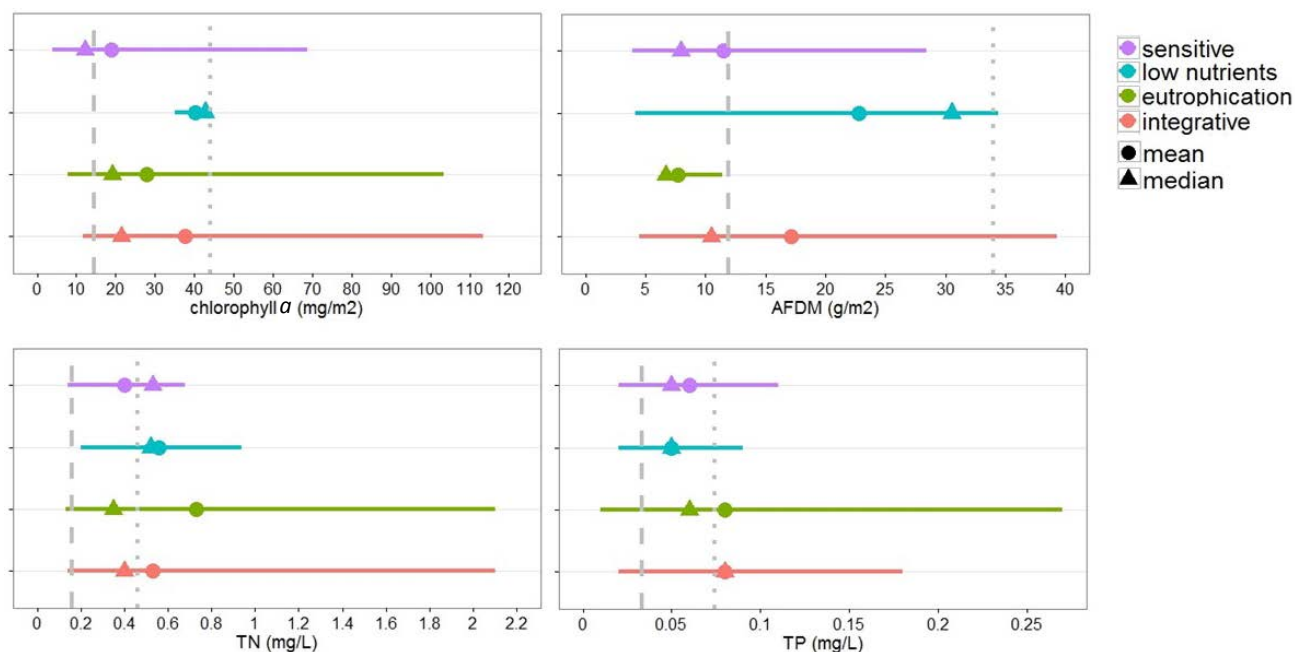 sensitive
low nutrients
eutrophication
integrative
mean
median
0 10 20 30 40 50 60 70 80 90 100 110 120
chlorophyll a (mg/m2)
0 5 10 15 20 25 30 35 40
AFDM (g/m2)
0 0.2 0.4 0.6 0.8 1 1.2 1.4 1.6 1.8 2 2.2
TN (mg/L)
0 0.05 0.1 0.15 0.2 0.25
TP (mg/L)